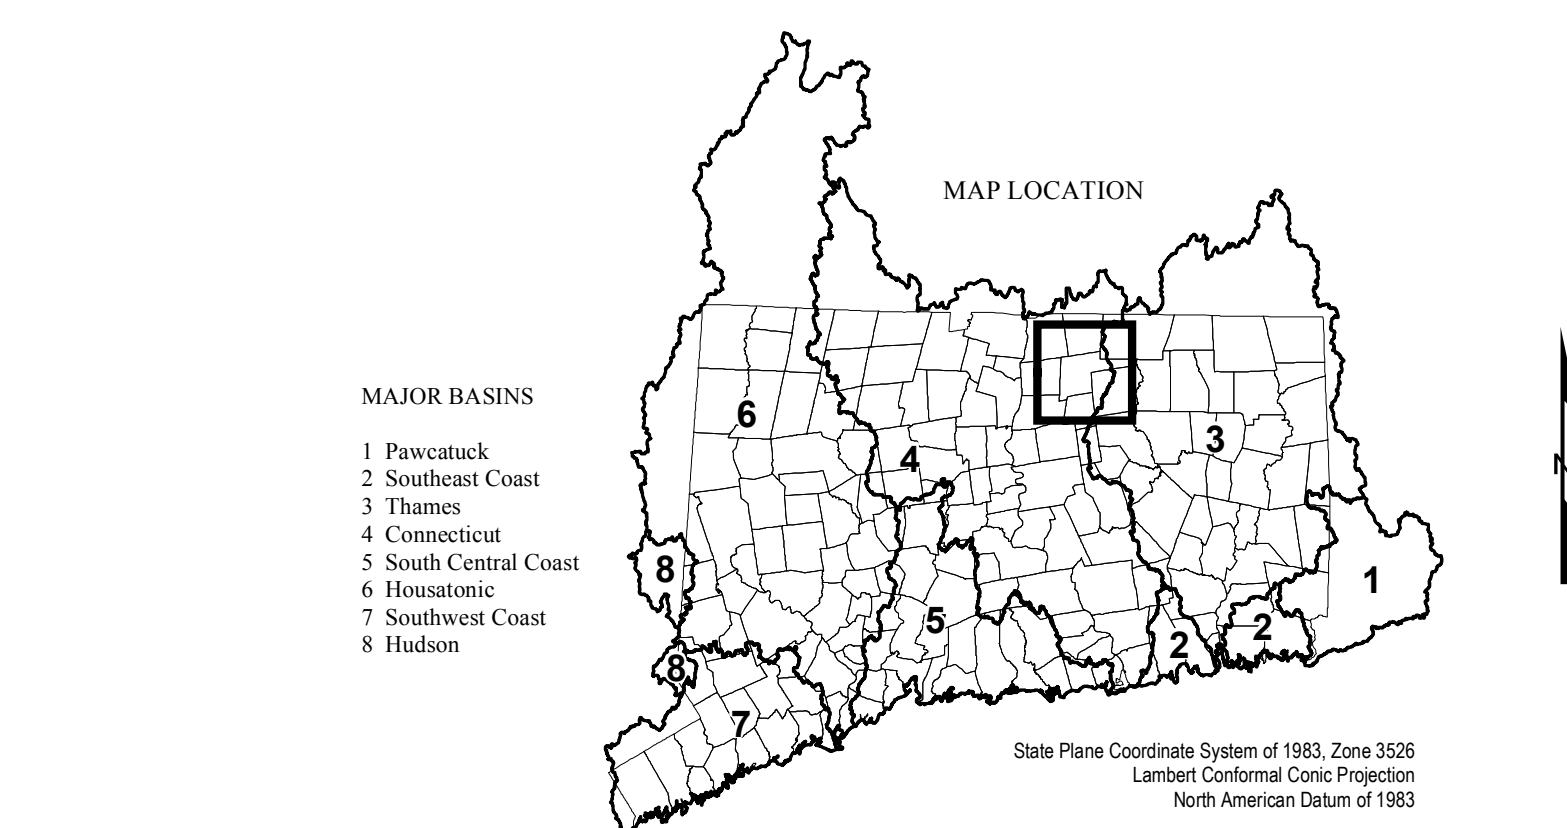 MAP LOCATION
MAJOR BASINS
1 Pawcatuck
2 Southeast Coast
3 Thames
4 Connecticut
5 South Central Coast
6 Housatonic
7 Southwest Coast
8 Hudson
6
3
4
8
1
5
2
2
8
7
State Plane Coordinate System of 1983, Zone 3526
Lambert Conformal Conic Projection
North American Datum of 1983